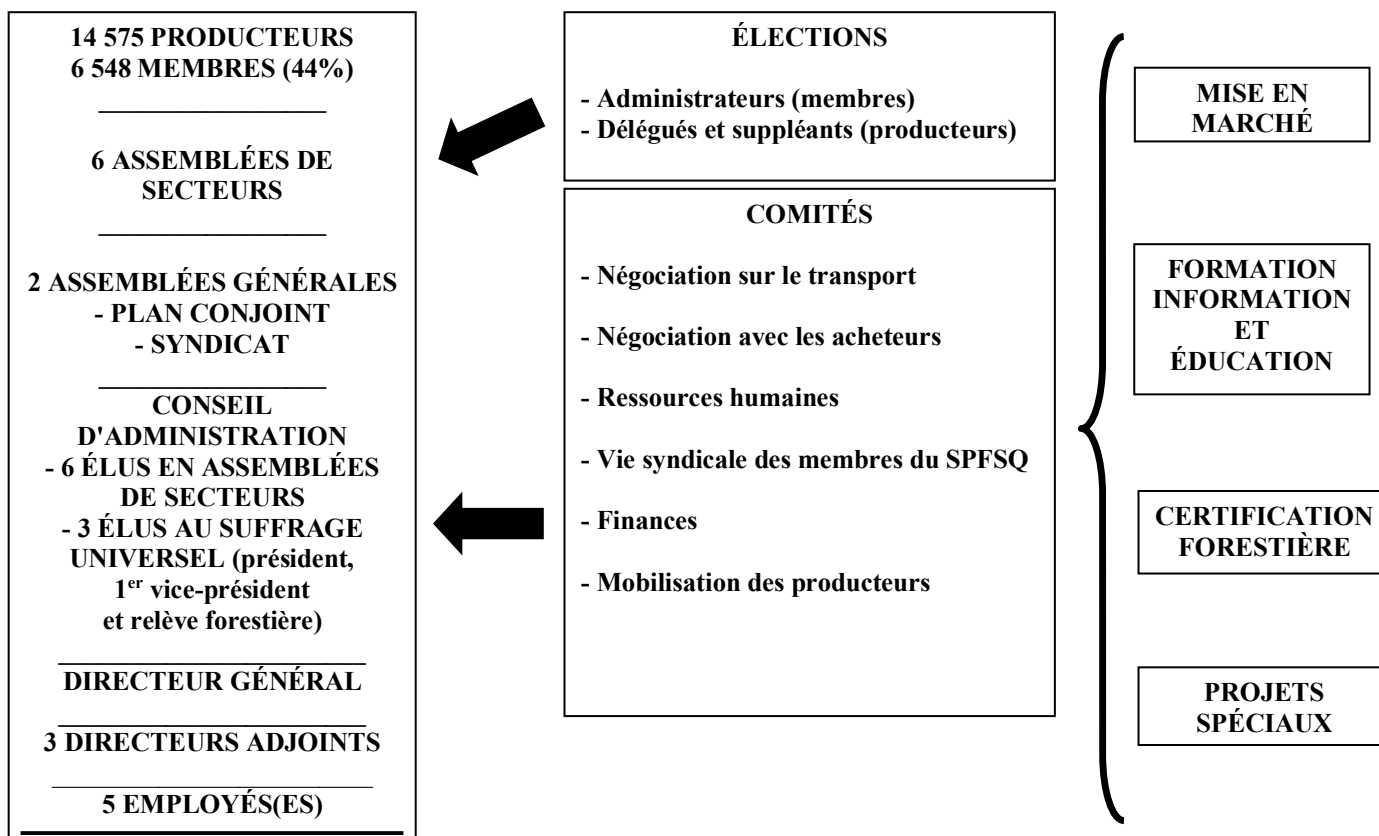 14 575 PRODUCTEURS
6 548 MEMBRES (44%)
6 ASSEMBLÉES DE
SECTEURS
2 ASSEMBLÉES GÉNÉRALES
- PLAN CONJOINT
- SYNDICAT
CONSEIL
D'ADMINISTRATION
- 6 ÉLUS EN ASSEMBLÉES
DE SECTEURS
- 3 ÉLUS AU SUFFRAGE
UNIVERSEL (président,
1er vice-président
et relève forestière)
DIRECTEUR GÉNÉRAL
3 DIRECTEURS ADJOINTS
5 EMPLOYÉS(ES)
ÉLECTIONS
- Administrateurs (membres)
- Délégués et suppléants (producteurs)
COMITÉS
- Négociation sur le transport
- Négociation avec les acheteurs
- Ressources humaines
- Vie syndicale des membres du SPFSQ
- Finances
- Mobilisation des producteurs
MISE EN
MARCHÉ
FORMATION
INFORMATION
ET
ÉDUCATION
CERTIFICATION
FORESTIÈRE
PROJETS
SPÉCIAUX